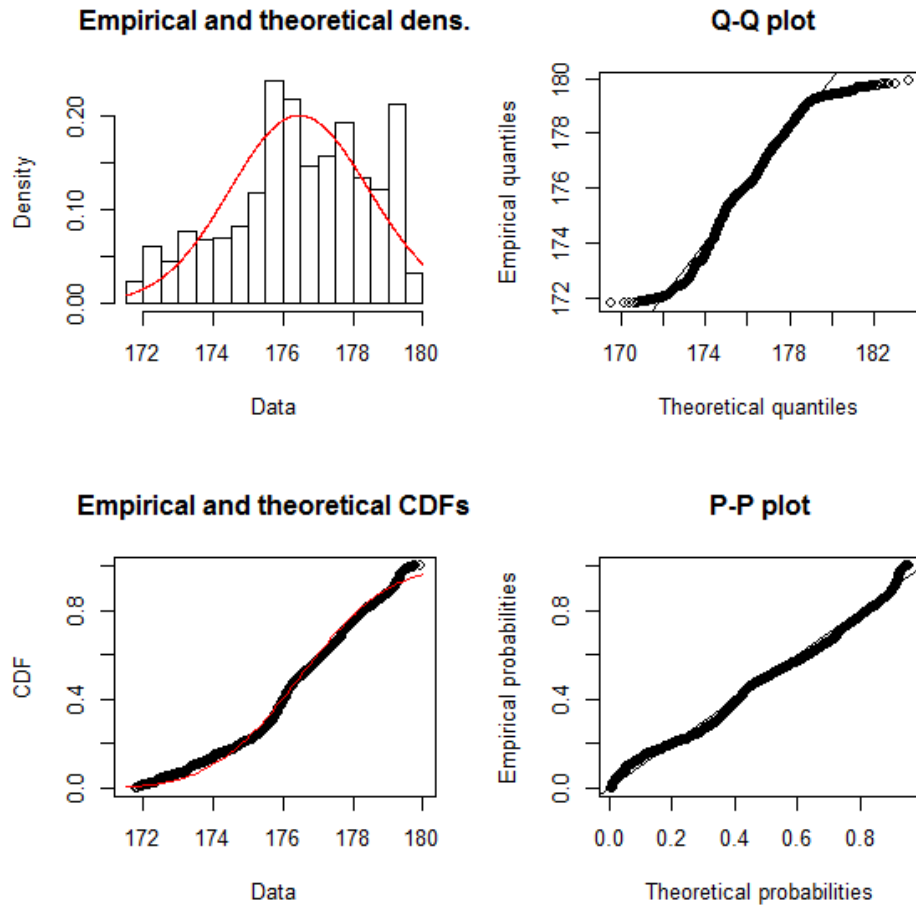 Empirical and theoretical dens.
Density
0.00
0.10
0.20
172
174
176
178
180
Data
Q-Q plot
Empirical quantiles
172
174
176
178
180
170
174
178
182
Theoretical quantiles
Empirical and theoretical CDFs
CDF
0.0
0.4
0.8
172
174
176
178
180
Data
P-P plot
Empirical probabilities
0.0
0.4
0.8
0.0
0.2
0.4
0.6
0.8
Theoretical probabilities